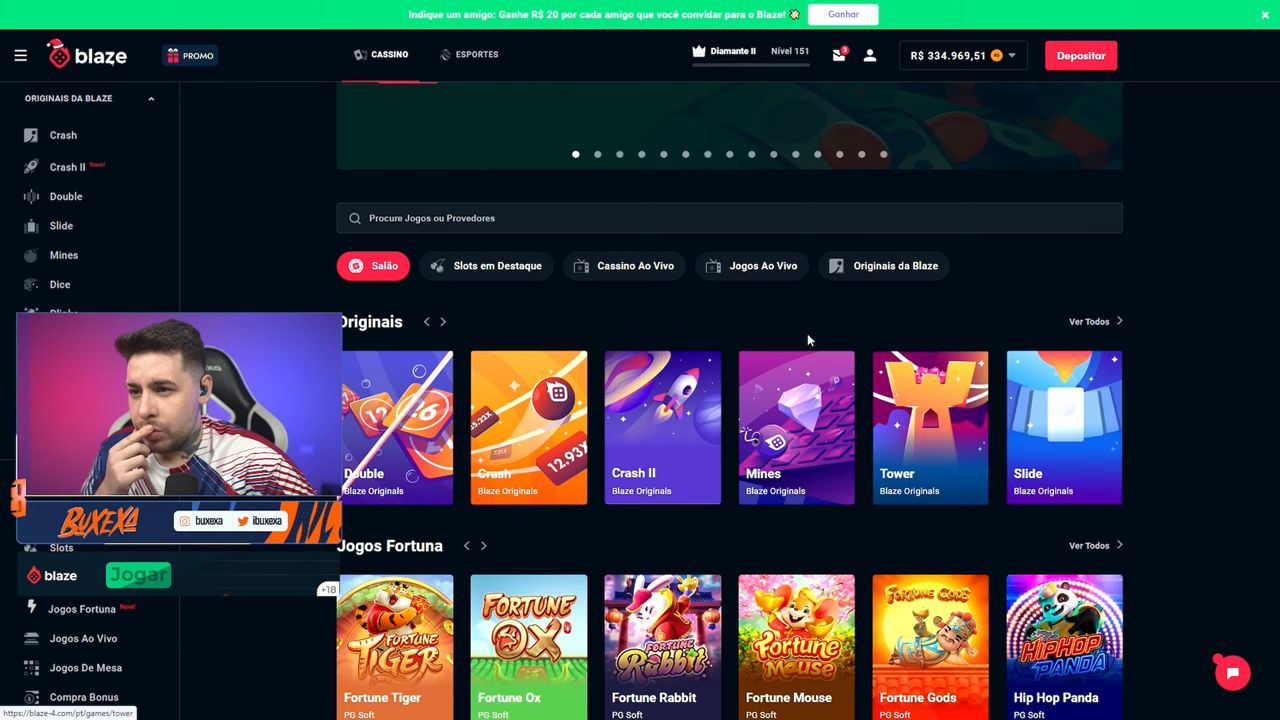 Indique um amigo: Ganhe R$ 20 por cada amigo que você convidar para o Blaze!
Ganhar
blaze
PROMO
CASSINO
ESPORTES
Diamante II
Nível 151
3
R$ 334.969,51
R$
Depositar
ORIGINAIS DA BLAZE
Crash
Crash II Novo!
Double
Slide
Mines
Dice
Procure Jogos ou Provedores
Salão
Slots em Destaque
Cassino Ao Vivo
Jogos Ao Vivo
Originais da Blaze
Originais
Ver Todos
Double
Blaze Originals
Crash
Blaze Originals
12.93X
Crash II
Blaze Originals
Mines
Blaze Originals
Tower
Blaze Originals
Slide
Blaze Originals
BUXEXA
buxexa
ibuxexa
Slots
blaze
Jogar
+18
Jogos Fortuna Novo!
Jogos Ao Vivo
Jogos De Mesa
Compra Bonus
Jogos Fortuna
Ver Todos
FORTUNE TIGER
Fortune Tiger
PG Soft
FORTUNE OX
Fortune Ox
PG Soft
Fortune Rabbit
Fortune Rabbit
PG Soft
Fortune Mouse
Fortune Mouse
PG Soft
FORTUNE GODS
Fortune Gods
PG Soft
HIPHOP PANDA
Hip Hop Panda
PG Soft
https://blaze-4.com/pt/games/tower